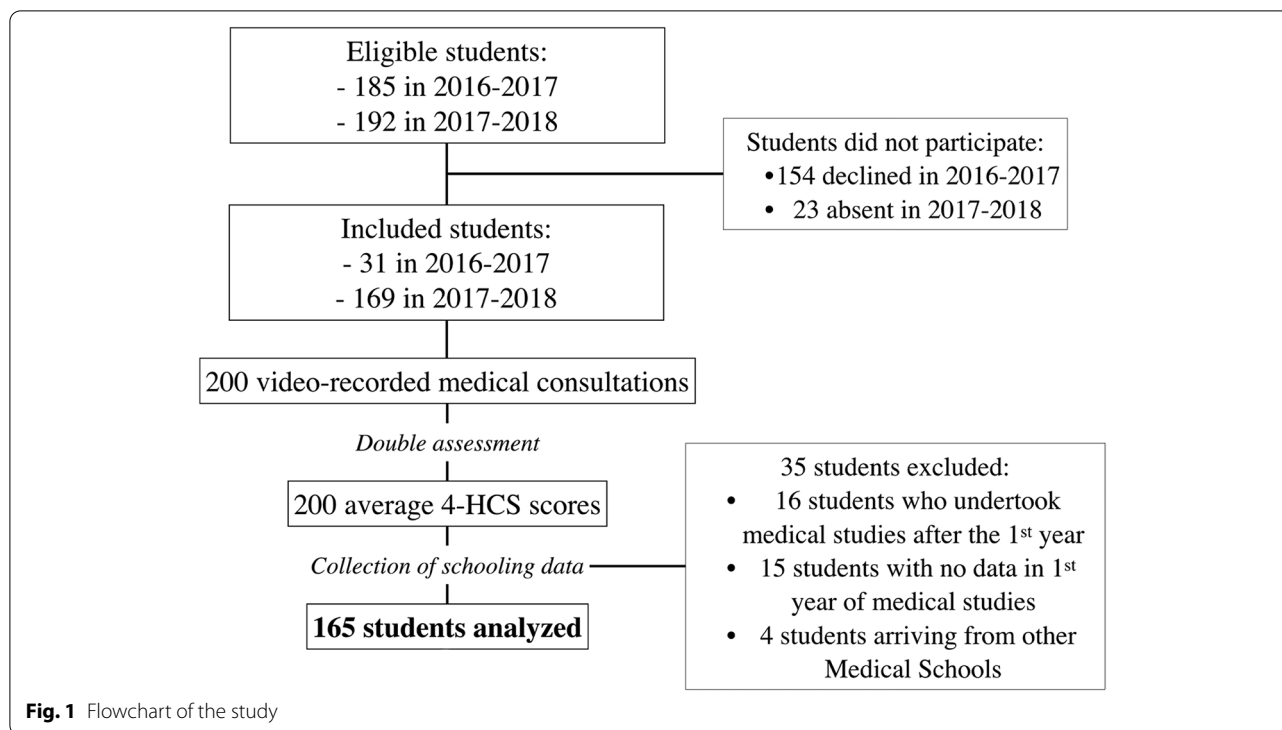 Eligible students:
- 185 in 2016-2017
- 192 in 2017-2018
Students did not participate:
•154 declined in 2016-2017
• 23 absent in 2017-2018
Included students:
- 31 in 2016-2017
- 169 in 2017-2018
200 video-recorded medical consultations
Double assessment
200 average 4-HCS scores
Collection of schooling data
35 students excluded:
• 16 students who undertook
medical studies after the 1st year
• 15 students with no data in 1st
year of medical studies
• 4 students arriving from other
Medical Schools
165 students analyzed
Fig. 1 Flowchart of the study